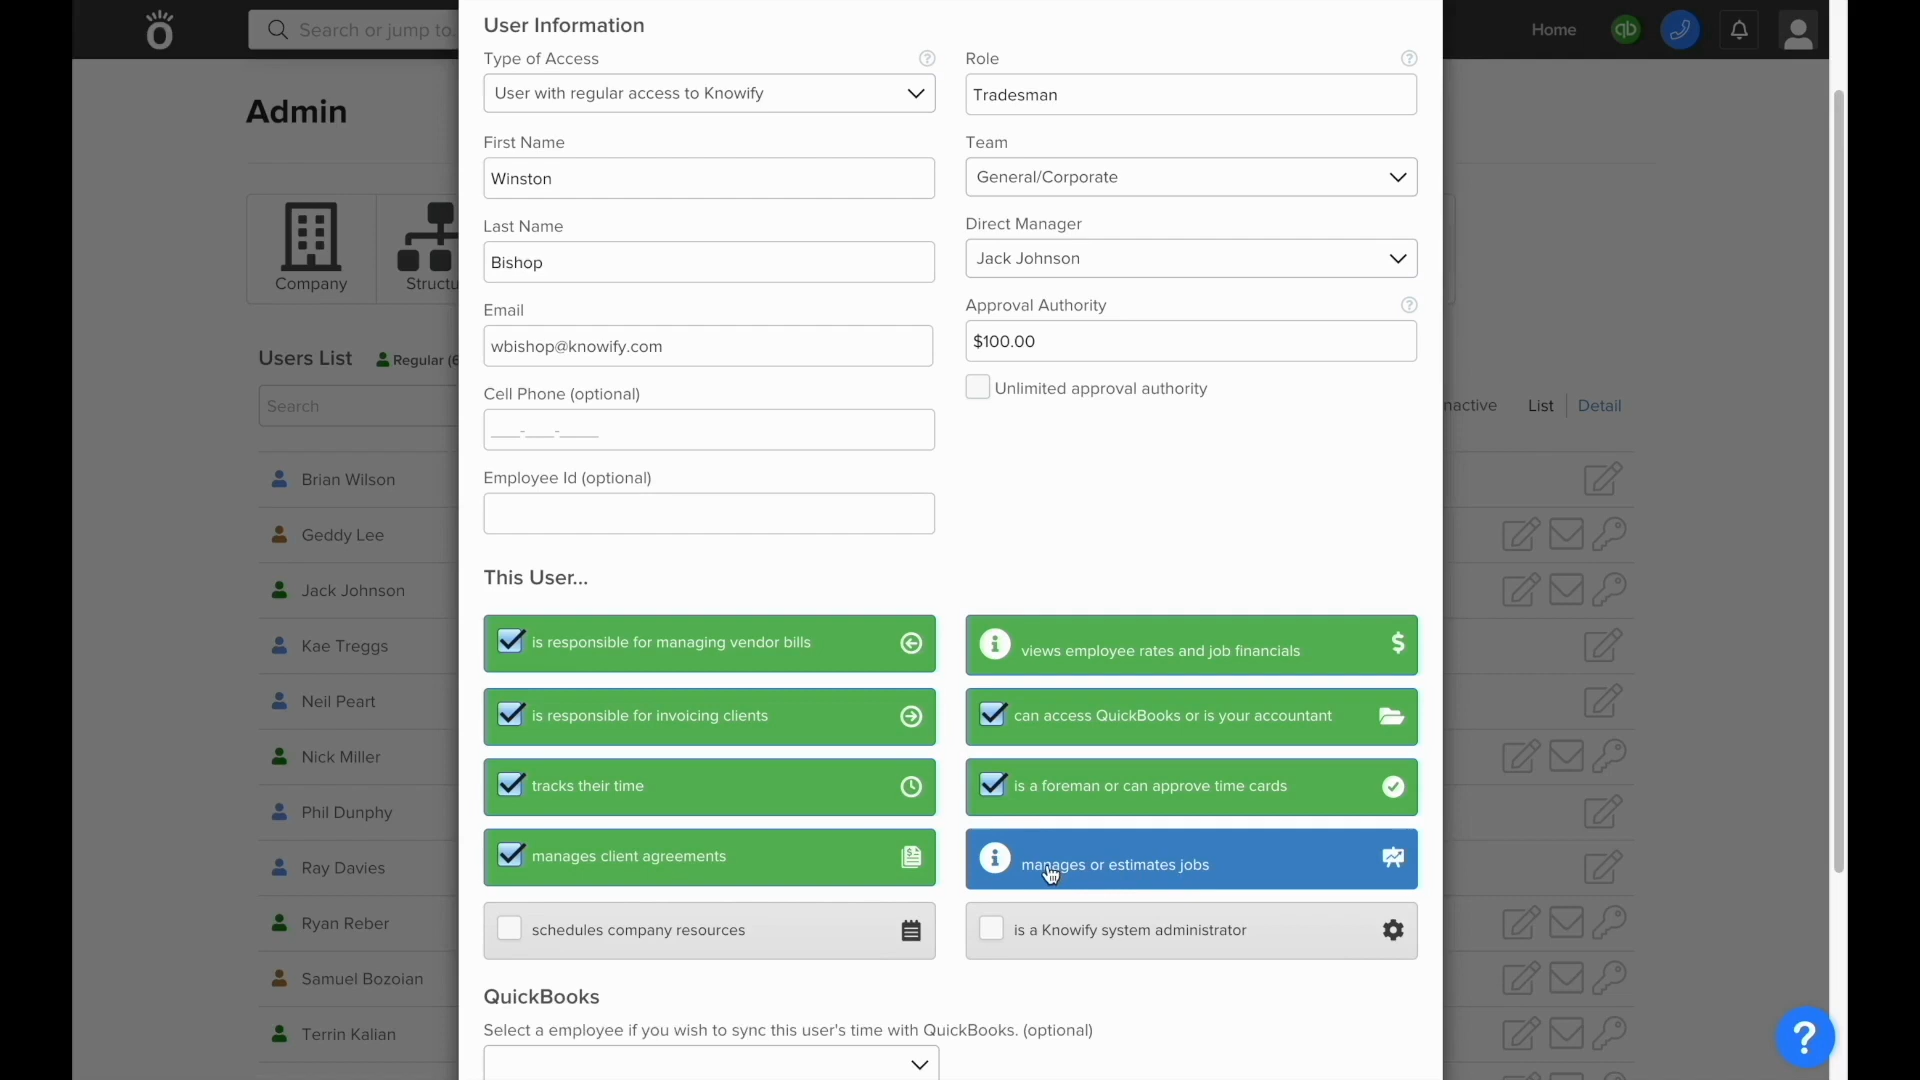 Search or jump to.
Home
qb
Admin
Company
Structu
Users List
Regular (6
Search
nactive
List
Detail
Brian Wilson
Geddy Lee
Jack Johnson
Kae Treggs
Neil Peart
Nick Miller
Phil Dunphy
Ray Davies
Ryan Reber
Samuel Bozoian
Terrin Kalian
User Information
Type of Access
?
User with regular access to Knowify
First Name
Winston
Last Name
Bishop
Email
wbishop@knowify.com
Cell Phone (optional)
___-___-____
Employee Id (optional)
Role
?
Tradesman
Team
General/Corporate
Direct Manager
Jack Johnson
Approval Authority
?
$100.00
Unlimited approval authority
This User...
is responsible for managing vendor bills
views employee rates and job financials
$
is responsible for invoicing clients
can access QuickBooks or is your accountant
tracks their time
is a foreman or can approve time cards
manages client agreements
manages or estimates jobs
schedules company resources
is a Knowify system administrator
QuickBooks
Select a employee if you wish to sync this user's time with QuickBooks. (optional)
?